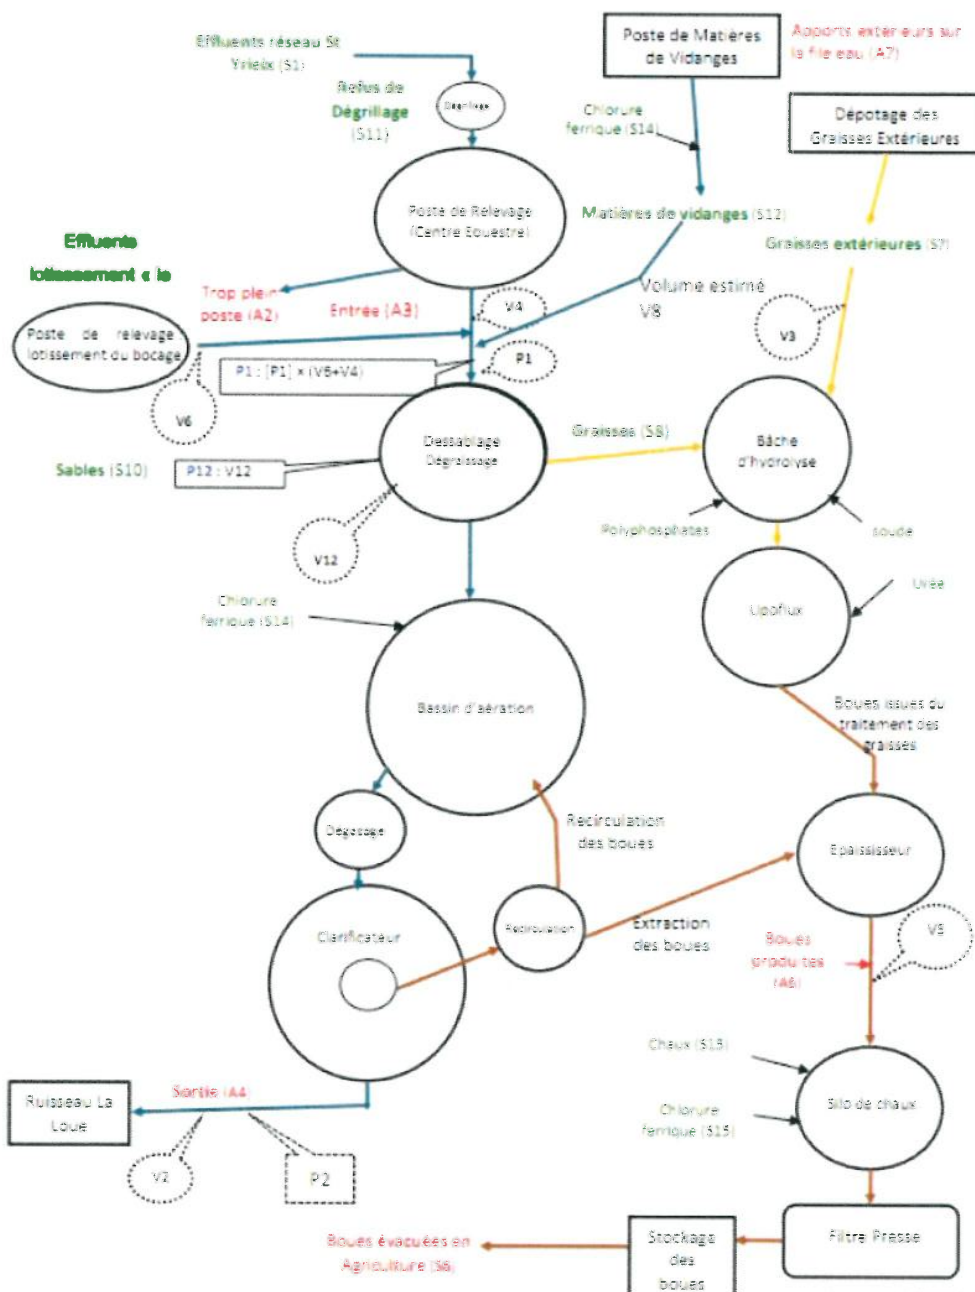 Effluents réseau St
Yrieix (S1)
Poste de Matières
de Vidanges
Apports extérieurs sur
la file eau (A7)
Refus de
Dégrillage
(S11)
Dégrillage
Chlorure
ferrique (S14)
Dépotage des
Graisses Extérieures
Poste de Relevage
(Centre Equestre)
Matières de vidanges (S12)
Effluents
lotissement « le
Graisses extérieures (S7)
Trop plein
poste (A2)
Entrée (A3)
V4
Volume estimé
V8
V3
Poste de relevage
lotissement du bocage
P1
P1 : [P1] × (V6+V4)
V6
Dessablage
Dégraissage
Graisses (S8)
Bâche
d'hydrolyse
Sables (S10)
P12 : V12
V12
Polyphosphates
soude
Chlorure
ferrique (S14)
Urée
Lipoflux
Bassin d'aération
Boues issues du
traitement des
graisses
Dégazage
Recirculation
des boues
Epaississeur
Clarificateur
Recirculation
Extraction
des boues
V5
Boues
produites
(A6)
Chaux (S15)
Sortie (A4)
Ruisseau La
Loue
Chlorure
ferrique (S15)
Silo de chaux
V2
P2
Filtre Presse
Stockage
des
boues
Boues évacuées en
Agriculture (S6)